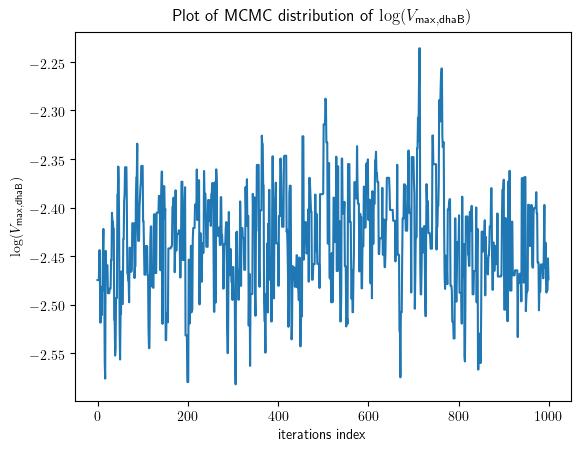 Plot of MCMC distribution of log(V_max,dhaB)
−2.25
−2.30
−2.35
−2.40
−2.45
−2.50
−2.55
log(V_max,dhaB)
0 200 400 600 800 1000
iterations index